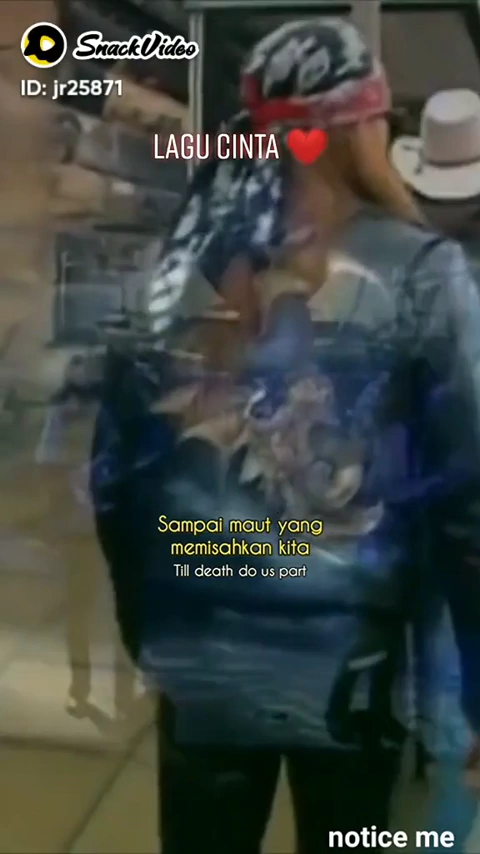 SnackVideo
ID: jr25871
LAGU CINTA ❤️
Sampai maut yang
memisahkan kita
Till death do us part
notice me